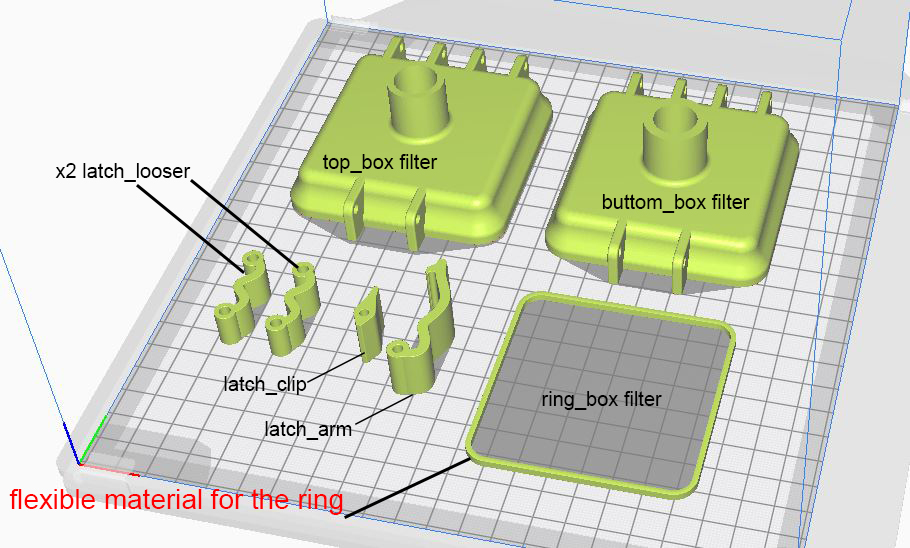 x2 latch_looser
top_box filter
buttom_box filter
latch_clip
latch_arm
ring_box filter
flexible material for the ring